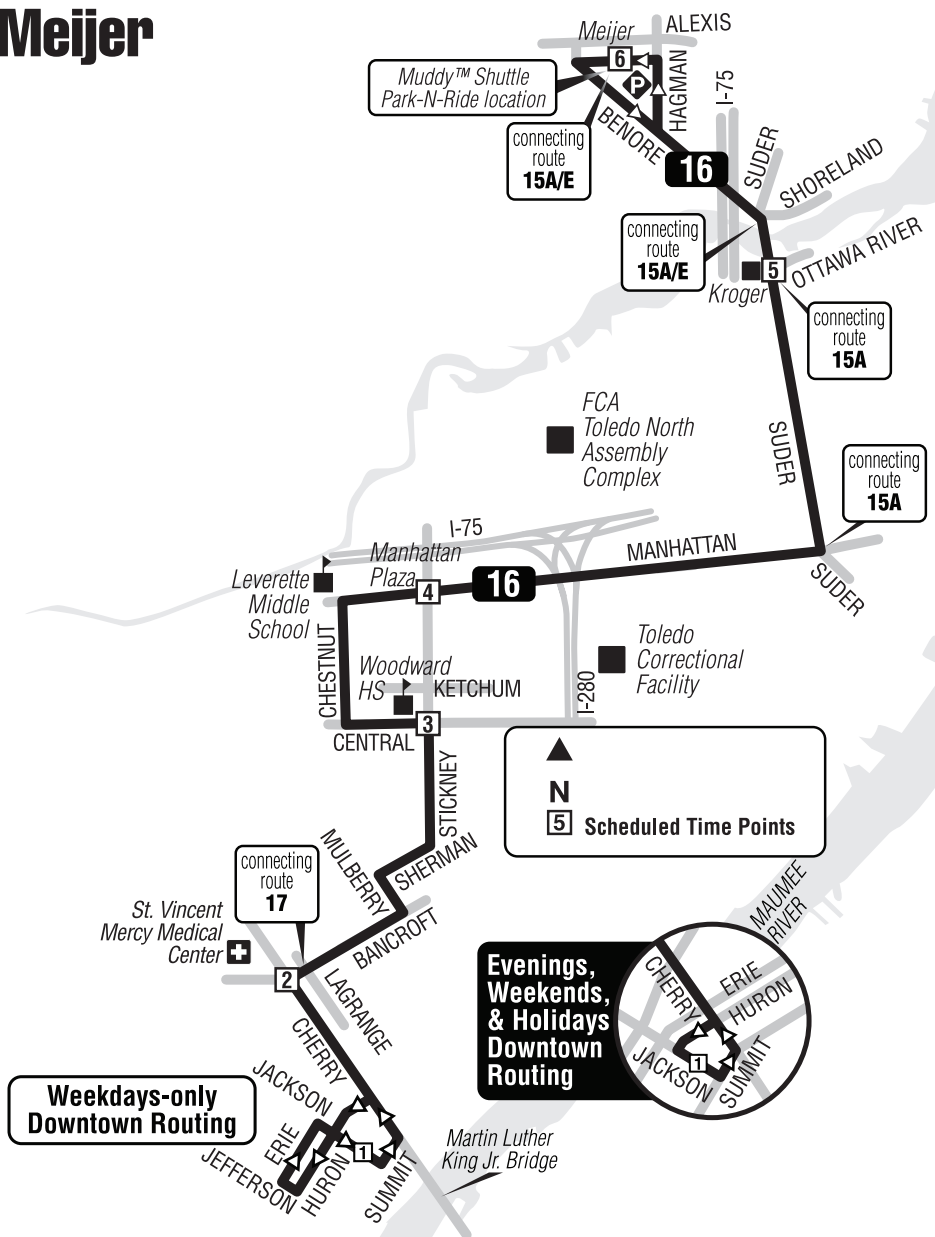 Meijer
ALEXIS
Meijer
6
Muddy™ Shuttle
Park-N-Ride location
P
HAGMAN
I-75
BENORE
connecting
route
15A/E
16
SUDER
SHORELAND
connecting
route
15A/E
5
OTTAWA RIVER
Kroger
connecting
route
15A
FCA
Toledo North
Assembly
Complex
SUDER
connecting
route
15A
I-75
MANHATTAN
Manhattan
Plaza
4
16
SUDER
Leverette
Middle
School
CHESTNUT
Woodward
HS
KETCHUM
Toledo
Correctional
Facility
I-280
3
CENTRAL
STICKNEY
N
5 Scheduled Time Points
MULBERRY
SHERMAN
connecting
route
17
BANCROFT
St. Vincent
Mercy Medical
Center
2
LAGRANGE
CHERRY
MAUMEE
RIVER
Evenings,
Weekends,
& Holidays
Downtown
Routing
CHERRY
ERIE
HURON
1
JACKSON
SUMMIT
Weekdays-only
Downtown Routing
JACKSON
ERIE
JEFFERSON
HURON
1
SUMMIT
Martin Luther
King Jr. Bridge